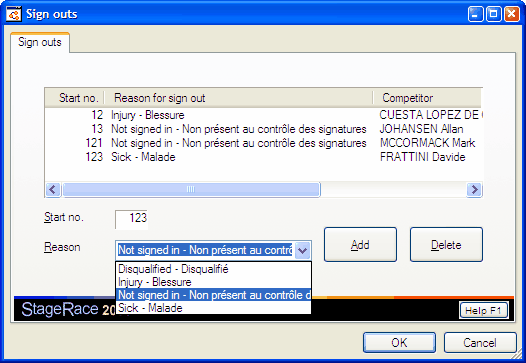 Sign outs
Sign outs
Start no. Reason for sign out Competitor
12 Injury - Blessure CUESTA LOPEZ DE
13 Not signed in - Non présent au contrôle des signatures JOHANSEN Allan
121 Not signed in - Non présent au contrôle des signatures MCCORMACK Mark
123 Sick - Malade FRATTINI Davide
Start no. 123
Reason Not signed in - Non présent au contrô Add Delete
Disqualified - Disqualifié
Injury - Blessure
Not signed in - Non présent au contrôle d
Sick - Malade
StageRace 20 Help F1
OK Cancel